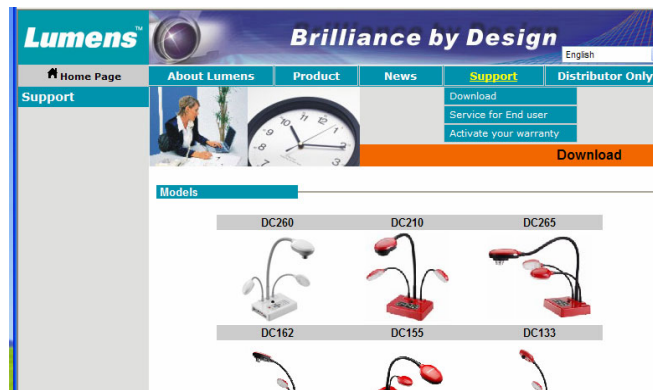 Lumens™
Brilliance by Design
English
Home Page
About Lumens
Product
News
Support
Distributor Only
Support
Download
Service for End user
Activate your warranty
Download
Models
DC260
DC210
DC265
DC162
DC155
DC133